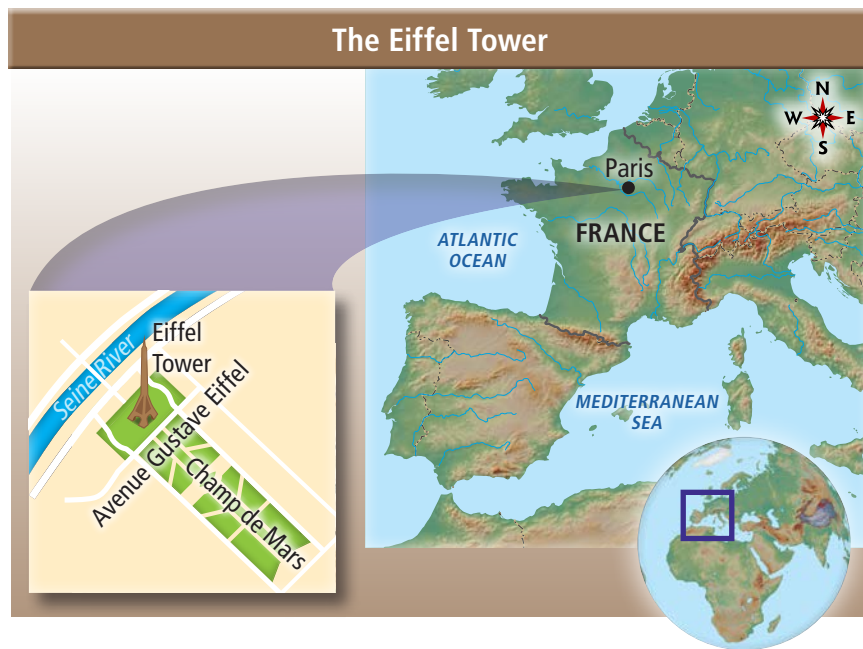 The Eiffel Tower
N
W E
S
Paris
FRANCE
ATLANTIC
OCEAN
MEDITERRANEAN
SEA
Eiffel
Tower
Seine River
Avenue Gustave Eiffel
Champ de Mars